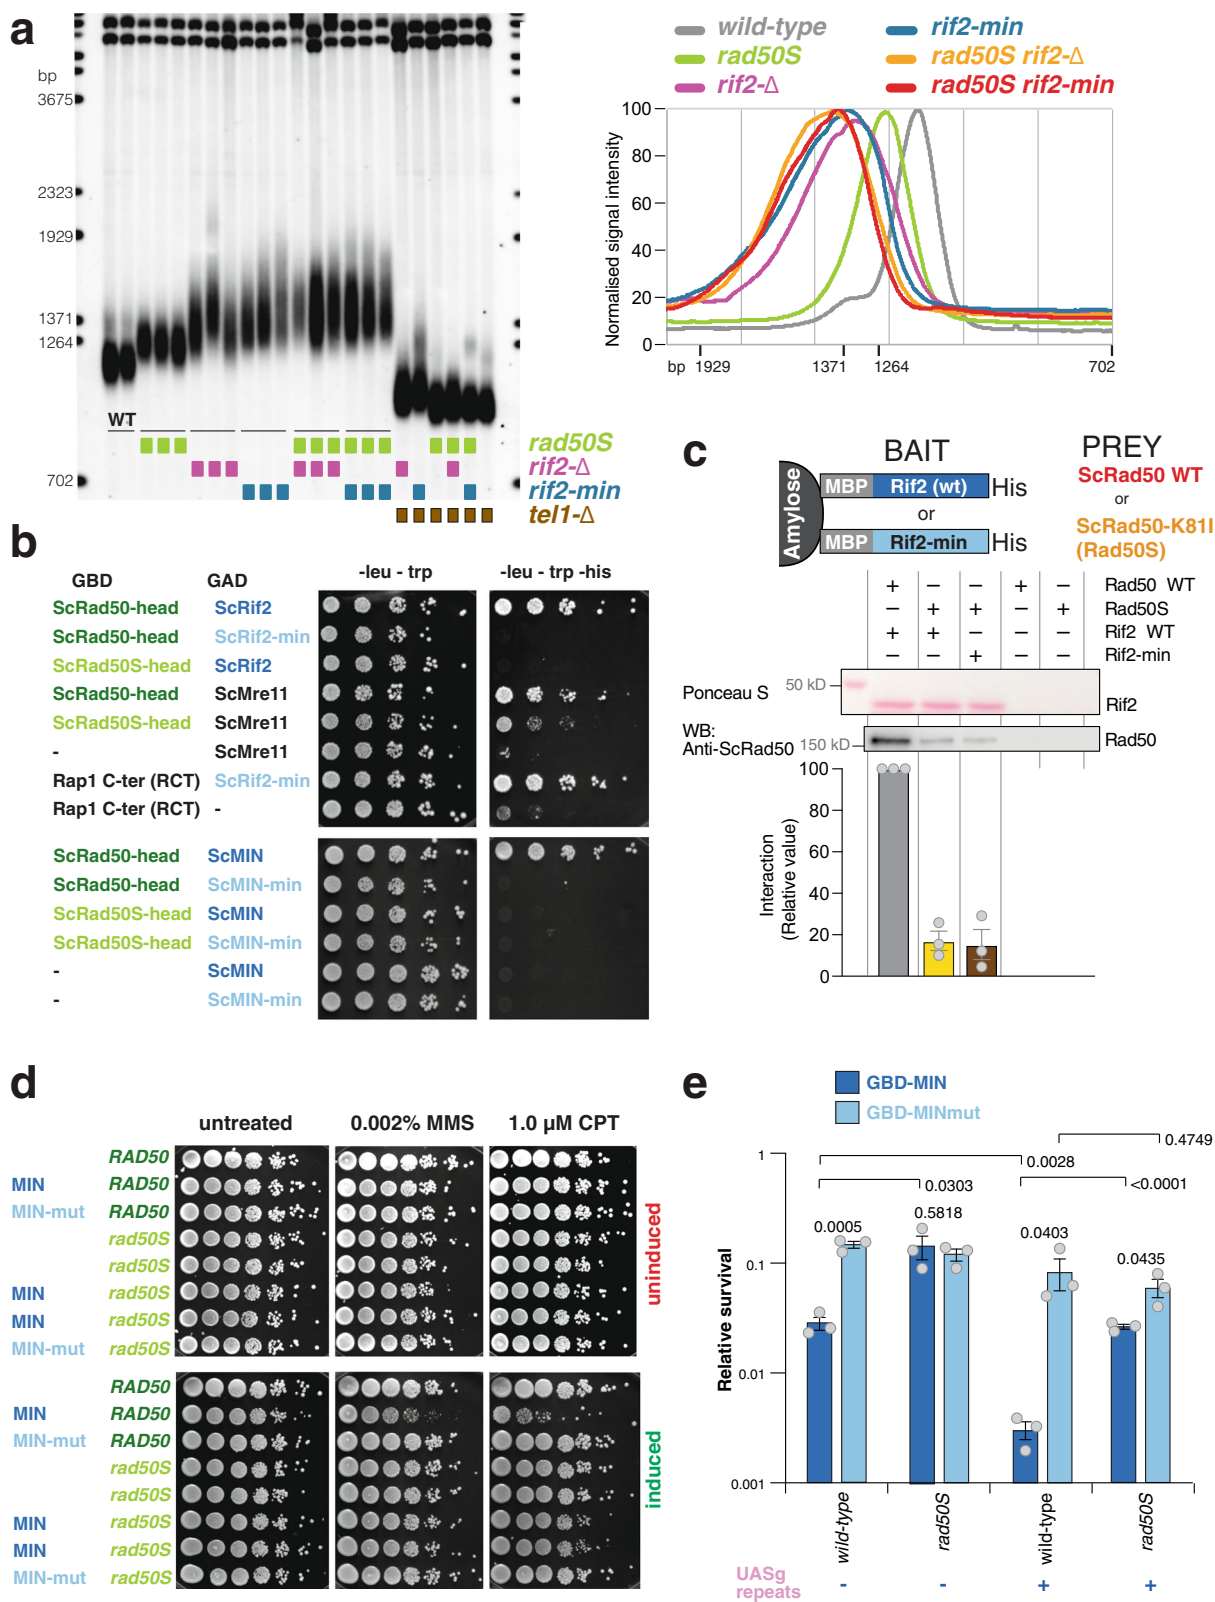 a
bp
3675
2323
1929
1371
1264
702
WT
rad50S
rif2-Δ
rif2-min
tel1-Δ
wild-type
rad50S
rif2-Δ
rif2-min
rad50S rif2-Δ
rad50S rif2-min
Normalised signal intensity
100
80
60
40
20
0
bp 1929 1371 1264 702
b
GBD GAD -leu - trp -leu - trp -his
ScRad50-head ScRif2
ScRad50-head ScRif2-min
ScRad50S-head ScRif2
ScRad50-head ScMre11
ScRad50S-head ScMre11
- ScMre11
Rap1 C-ter (RCT) ScRif2-min
Rap1 C-ter (RCT) -
ScRad50-head ScMIN
ScRad50-head ScMIN-min
ScRad50S-head ScMIN
ScRad50S-head ScMIN-min
- ScMIN
- ScMIN-min
c
BAIT PREY
Amylose
MBP Rif2 (wt) His
or
MBP Rif2-min His
ScRad50 WT
or
ScRad50-K81I
(Rad50S)
+ − − + − Rad50 WT
− + + − + Rad50S
+ + − − − Rif2 WT
− − + − − Rif2-min
Ponceau S 50 kD Rif2
WB:
Anti-ScRad50 150 kD Rad50
Interaction
(Relative value)
100
80
60
40
20
0
d
untreated 0.002% MMS 1.0 µM CPT
RAD50
MIN RAD50
MIN-mut RAD50
rad50S
rad50S
MIN rad50S
MIN rad50S
MIN-mut rad50S
uninduced
RAD50
MIN RAD50
MIN-mut RAD50
rad50S
rad50S
MIN rad50S
MIN rad50S
MIN-mut rad50S
induced
e
GBD-MIN
GBD-MINmut
Relative survival
1
0.1
0.01
0.001
0.4749
0.0028
0.0303
<0.0001
0.0005
0.5818
0.0403
0.0435
wild-type rad50S wild-type rad50S
UASg
repeats - - + +